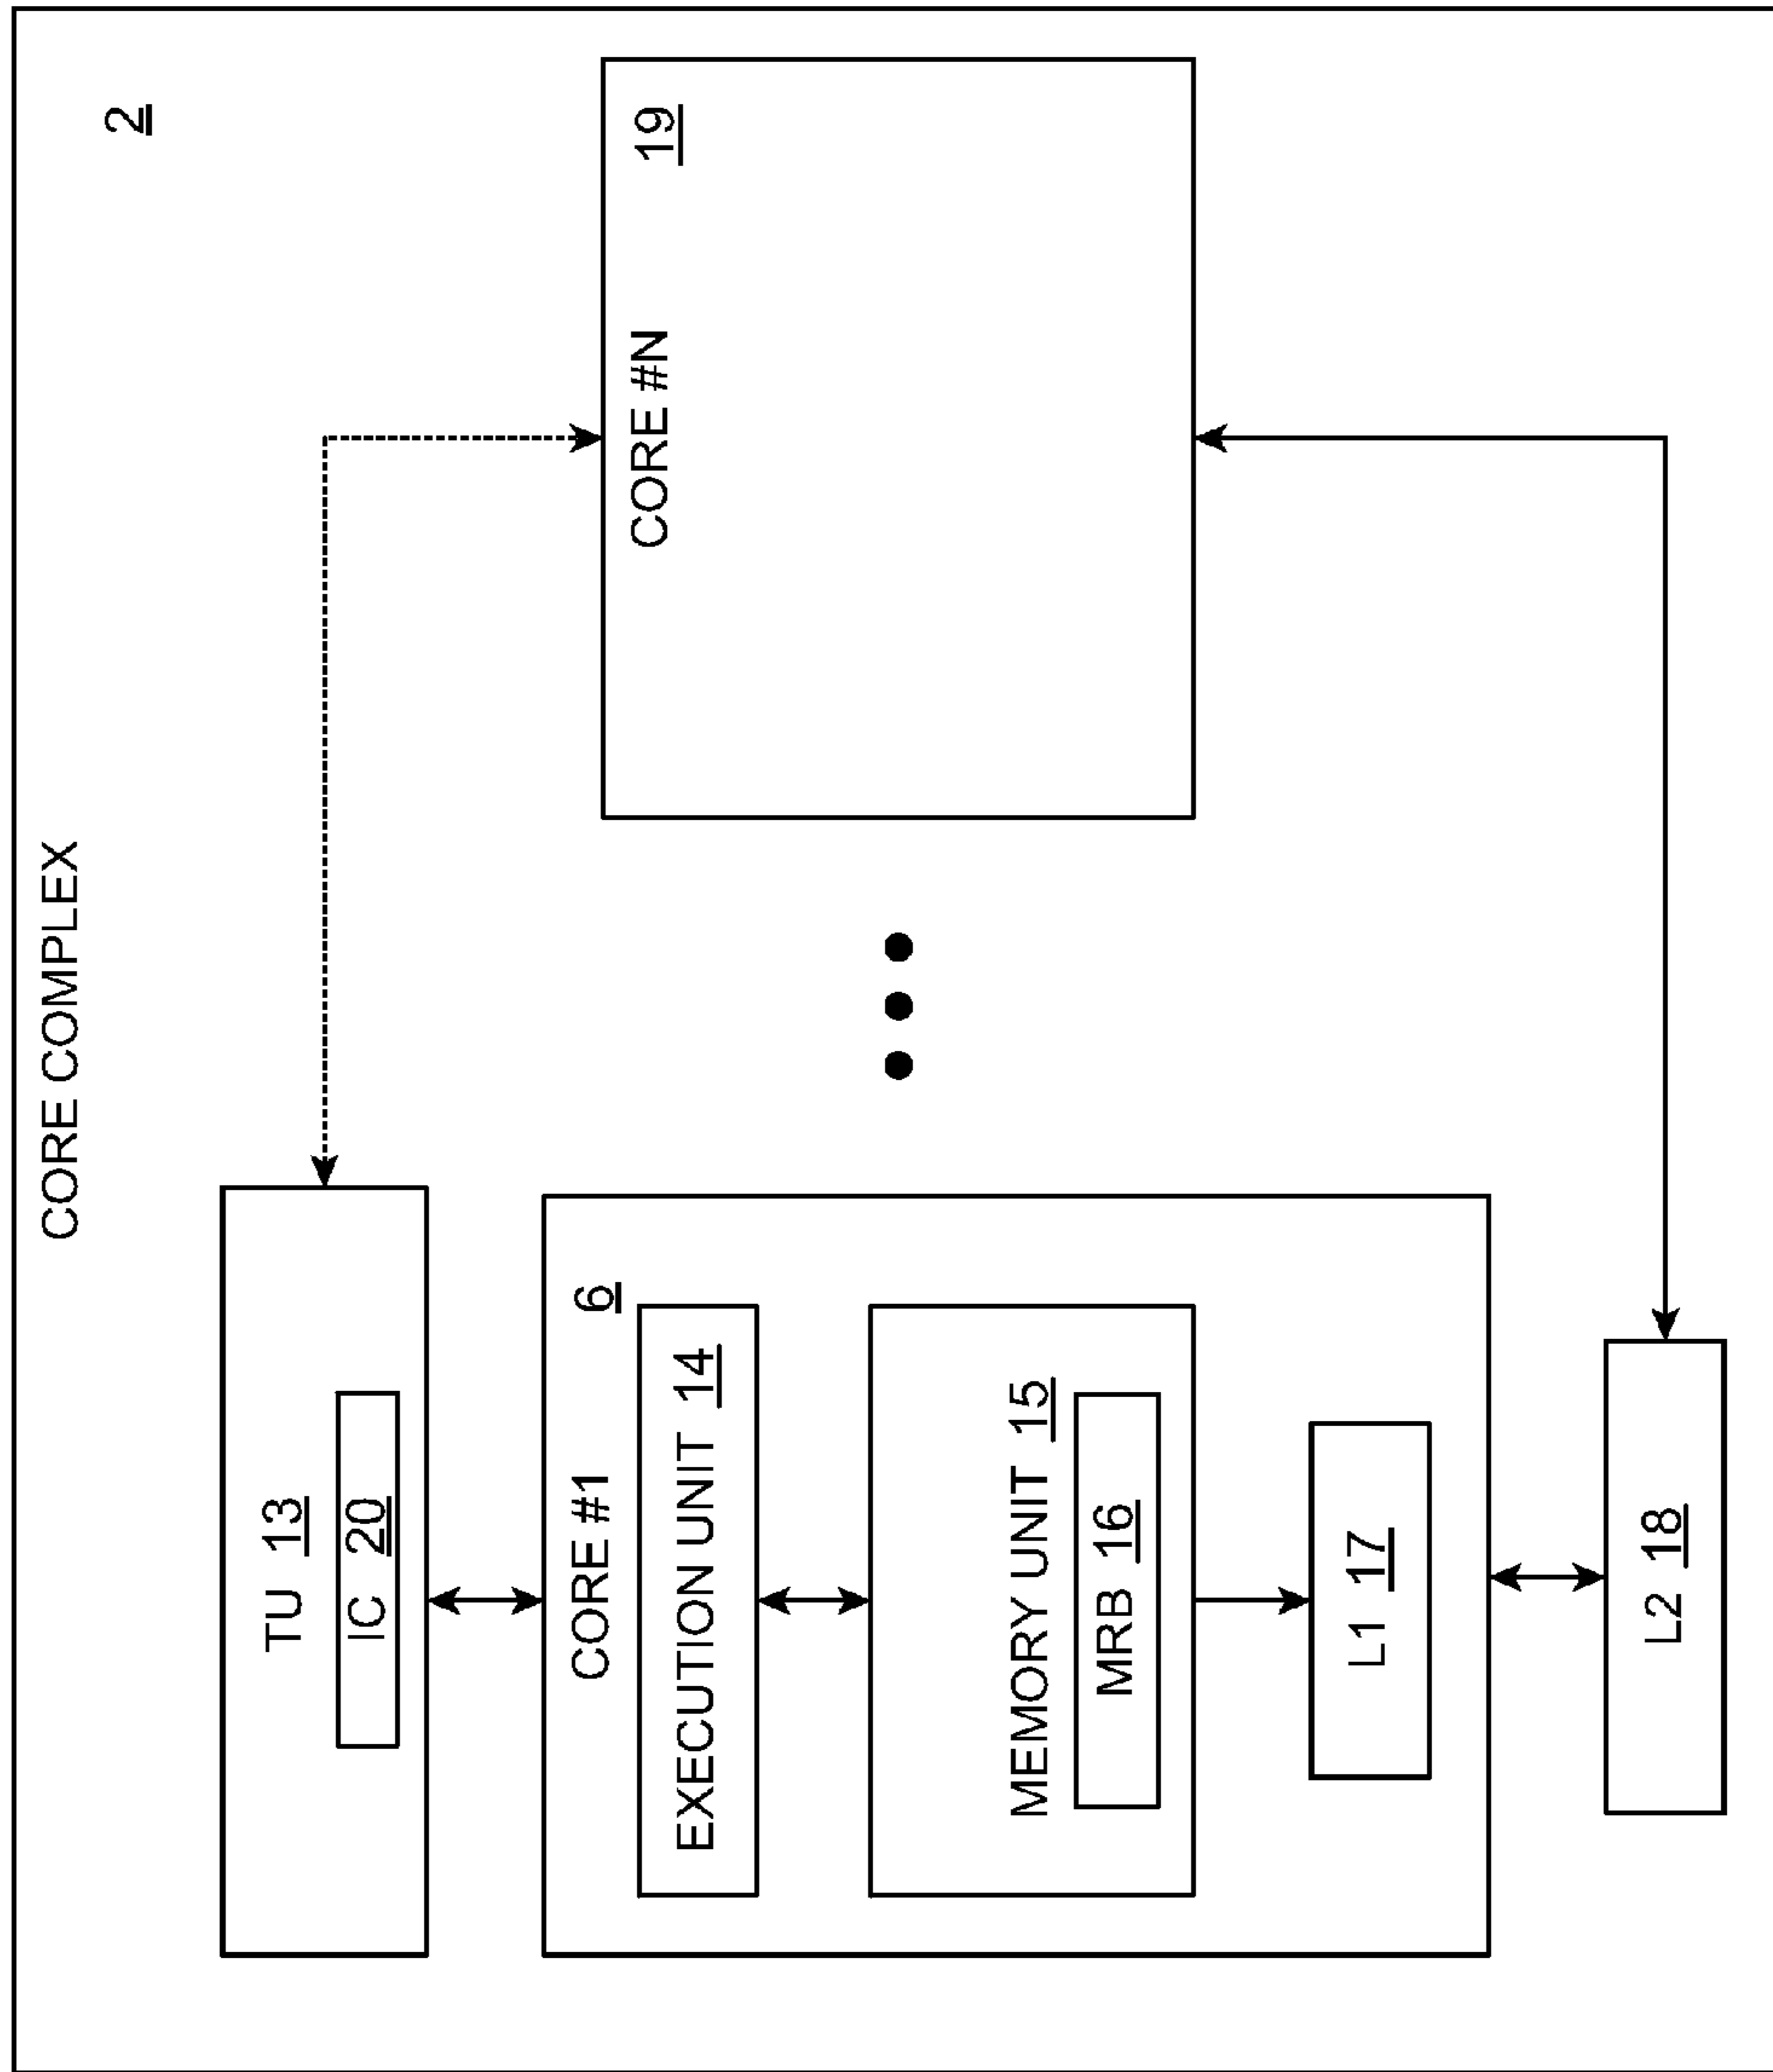 CORE COMPLEX
2
TU 13
IC 20
CORE #1
6
EXECUTION UNIT 14
MEMORY UNIT 15
MRB 16
L1 17
L2 18
CORE #N
19